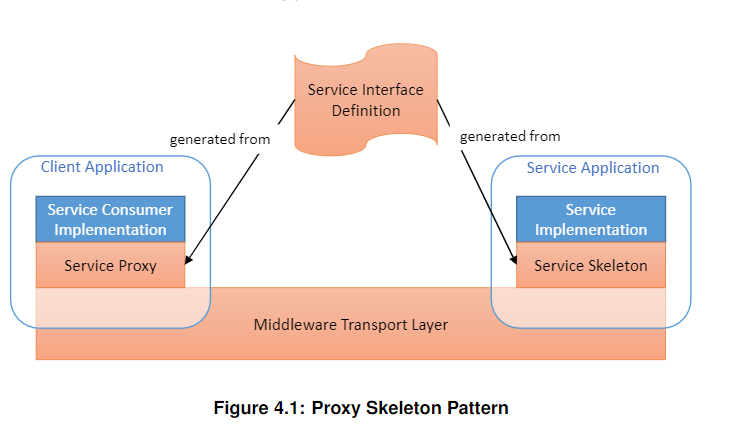 Service Interface
Definition
generated from
generated from
Client Application
Service Application
Service Consumer
Implementation
Service
Implementation
Service Proxy
Service Skeleton
Middleware Transport Layer
Figure 4.1: Proxy Skeleton Pattern